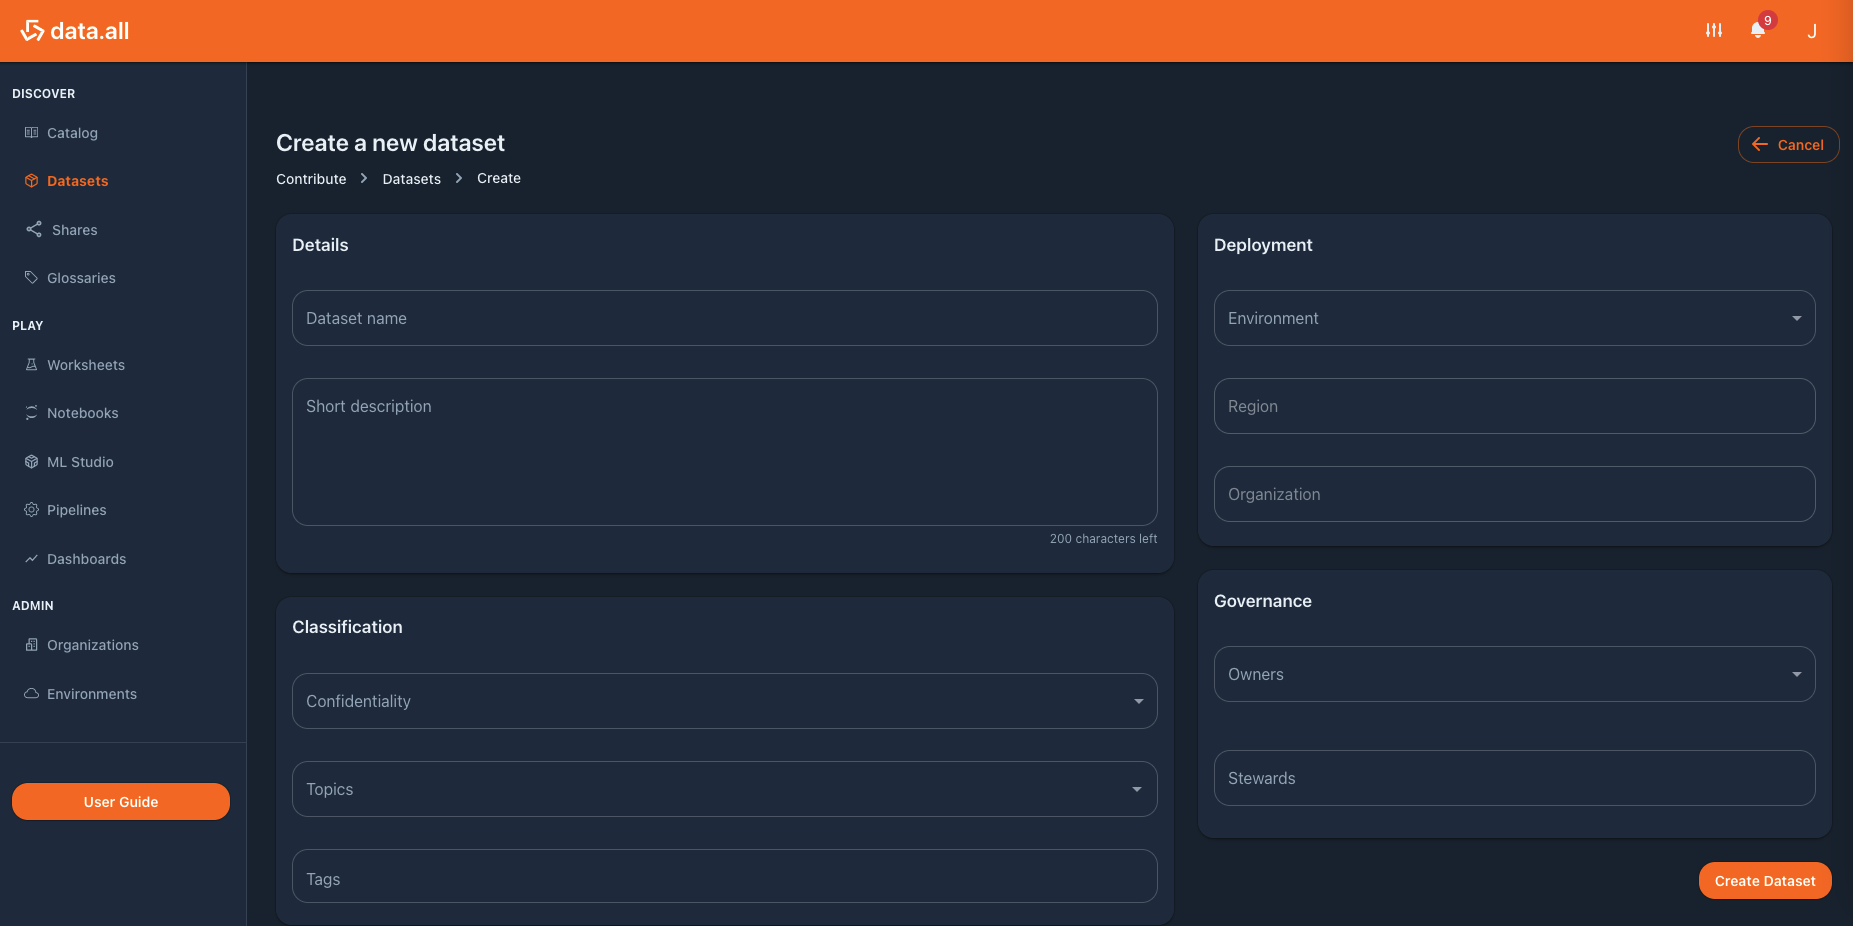 data.all
9
J
DISCOVER
Catalog
Datasets
Shares
Glossaries
PLAY
Worksheets
Notebooks
ML Studio
Pipelines
Dashboards
ADMIN
Organizations
Environments
User Guide
Create a new dataset
Contribute > Datasets > Create
Cancel
Details
Dataset name
Short description
200 characters left
Classification
Confidentiality
Topics
Tags
Deployment
Environment
Region
Organization
Governance
Owners
Stewards
Create Dataset